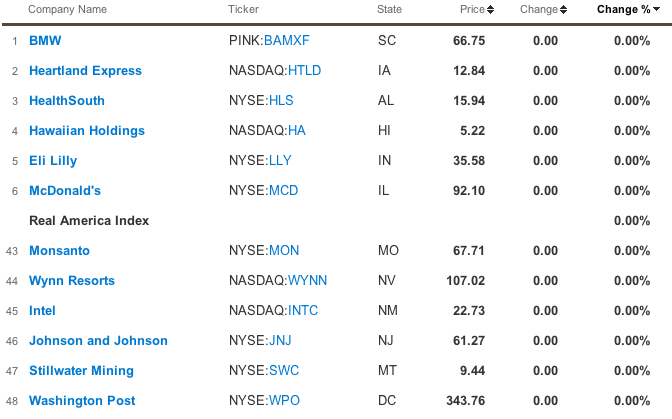 Company Name Ticker State Price Change Change %
1 BMW PINK:BAMXF SC 66.75 0.00 0.00%
2 Heartland Express NASDAQ:HTLD IA 12.84 0.00 0.00%
3 HealthSouth NYSE:HLS AL 15.94 0.00 0.00%
4 Hawaiian Holdings NASDAQ:HA HI 5.22 0.00 0.00%
5 Eli Lilly NYSE:LLY IN 35.58 0.00 0.00%
6 McDonald's NYSE:MCD IL 92.10 0.00 0.00%
Real America Index 0.00%
43 Monsanto NYSE:MON MO 67.71 0.00 0.00%
44 Wynn Resorts NASDAQ:WYNN NV 107.02 0.00 0.00%
45 Intel NASDAQ:INTC NM 22.73 0.00 0.00%
46 Johnson and Johnson NYSE:JNJ NJ 61.27 0.00 0.00%
47 Stillwater Mining NYSE:SWC MT 9.44 0.00 0.00%
48 Washington Post NYSE:WPO DC 343.76 0.00 0.00%